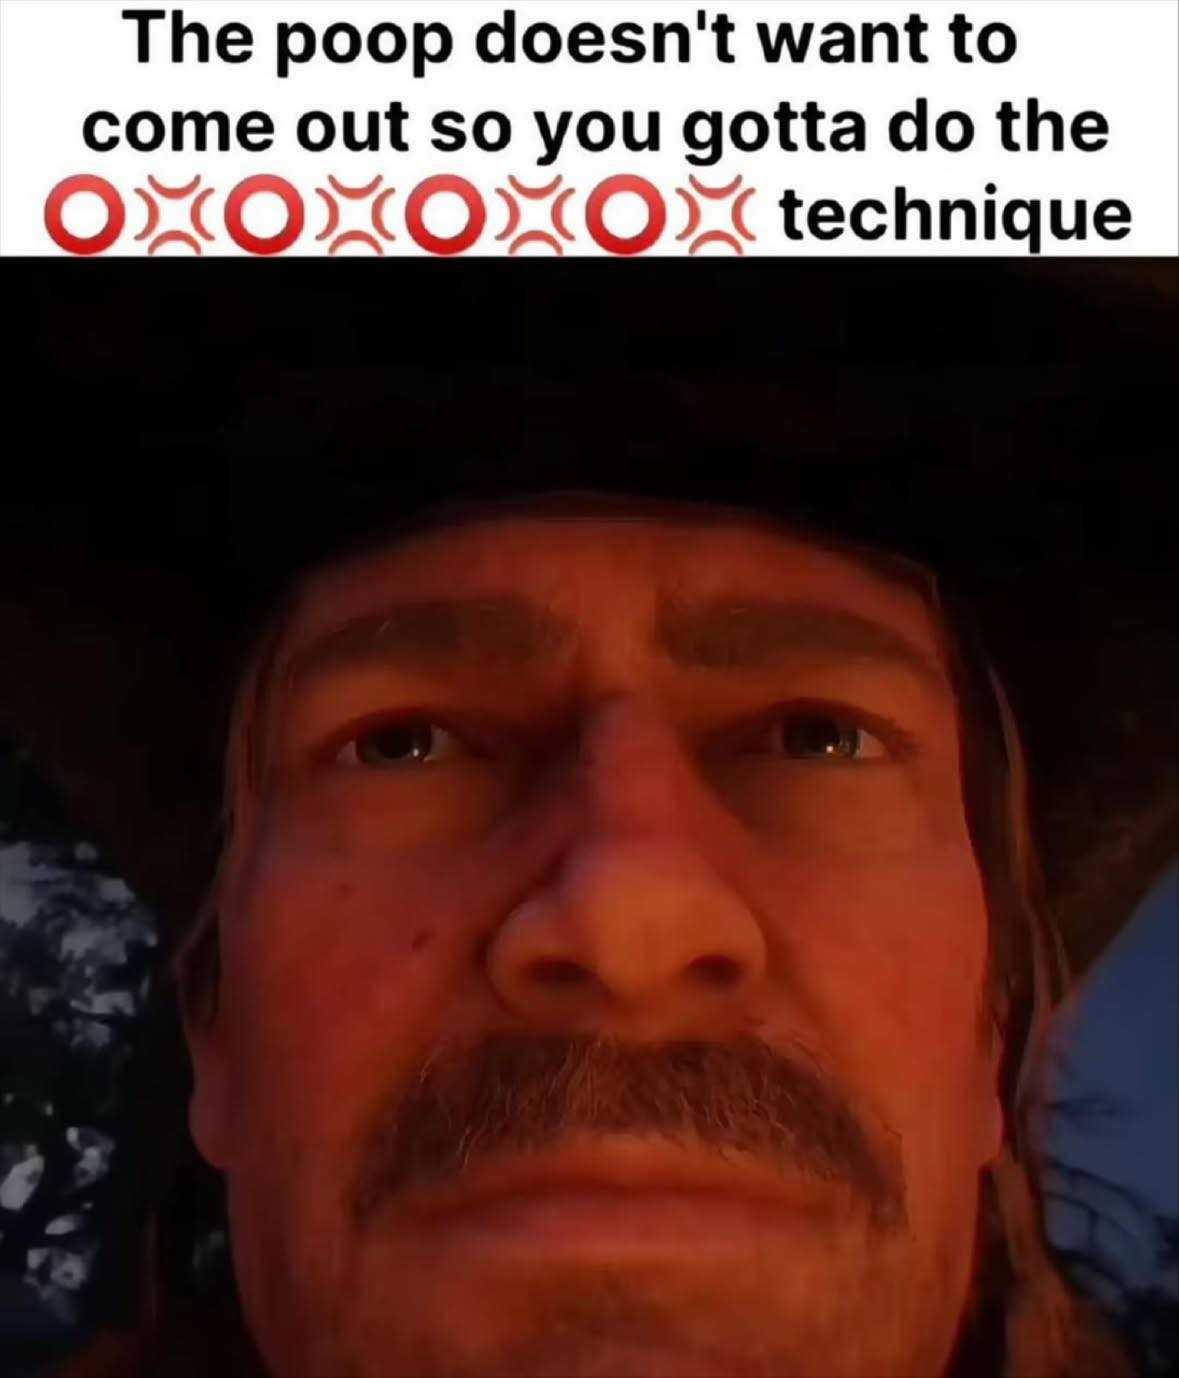 The poop doesn't want to
come out so you gotta do the
⭕💢⭕💢⭕💢⭕💢 technique